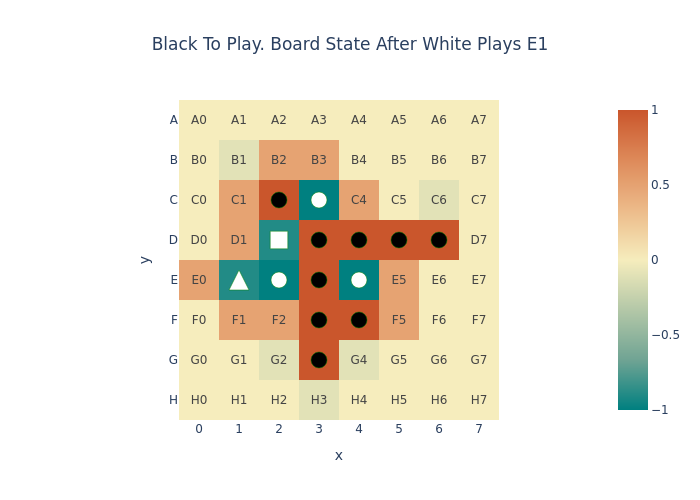 Black To Play. Board State After White Plays E1
A A0 A1 A2 A3 A4 A5 A6 A7
B B0 B1 B2 B3 B4 B5 B6 B7
C C0 C1 C4 C5 C6 C7
D D0 D1 D7
E E0 E5 E6 E7
F F0 F1 F2 F5 F6 F7
G G0 G1 G2 G4 G5 G6 G7
H H0 H1 H2 H3 H4 H5 H6 H7
0 1 2 3 4 5 6 7
x
y
1
0.5
0
−0.5
−1